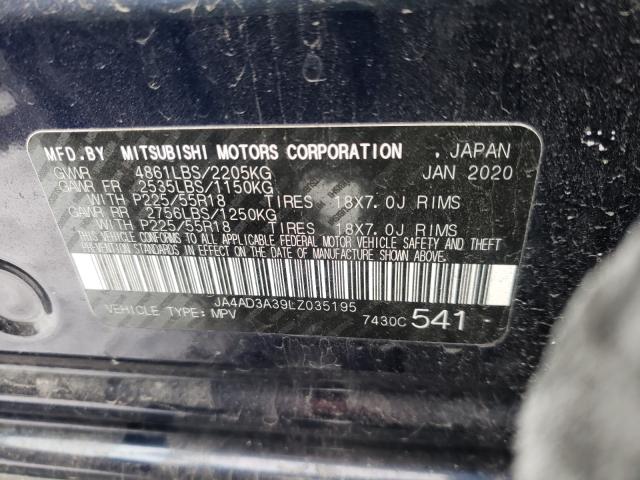 MFD.BY MITSUBISHI MOTORS CORPORATION , JAPAN
GVWR 4861LBS/2205KG JAN 2020
GAWR FR 2535LBS/1150KG
WITH P225/55R18 TIRES 18X7.0J RIMS
GAWR RR 2756LBS/1250KG
WITH P225/55R18 TIRES 18X7.0J RIMS
THIS VEHICLE CONFORMS TO ALL APPLICABLE FEDERAL MOTOR VEHICLE SAFETY AND THEFT
PREVENTION STANDARDS IN EFFECT ON THE DATE OF MANUFACTURE SHOWN ABOVE.
JA4AD3A39LZ035195
VEHICLE TYPE: MPV 7430C 541